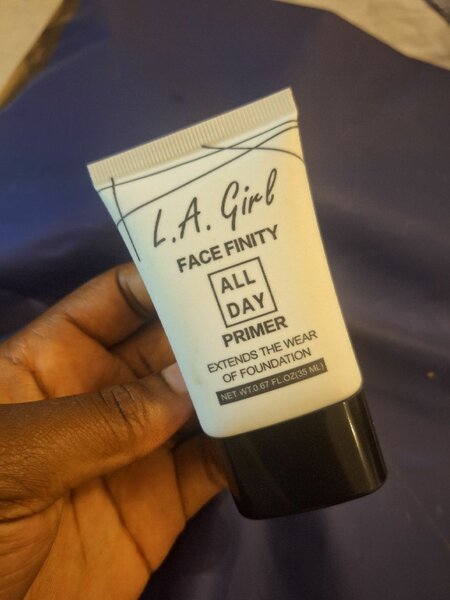 L.A. Girl
FACE FINITY
ALL
DAY
PRIMER
EXTENDS THE WEAR
OF FOUNDATION
NET WT.0.67 FL OZ(35 ML)